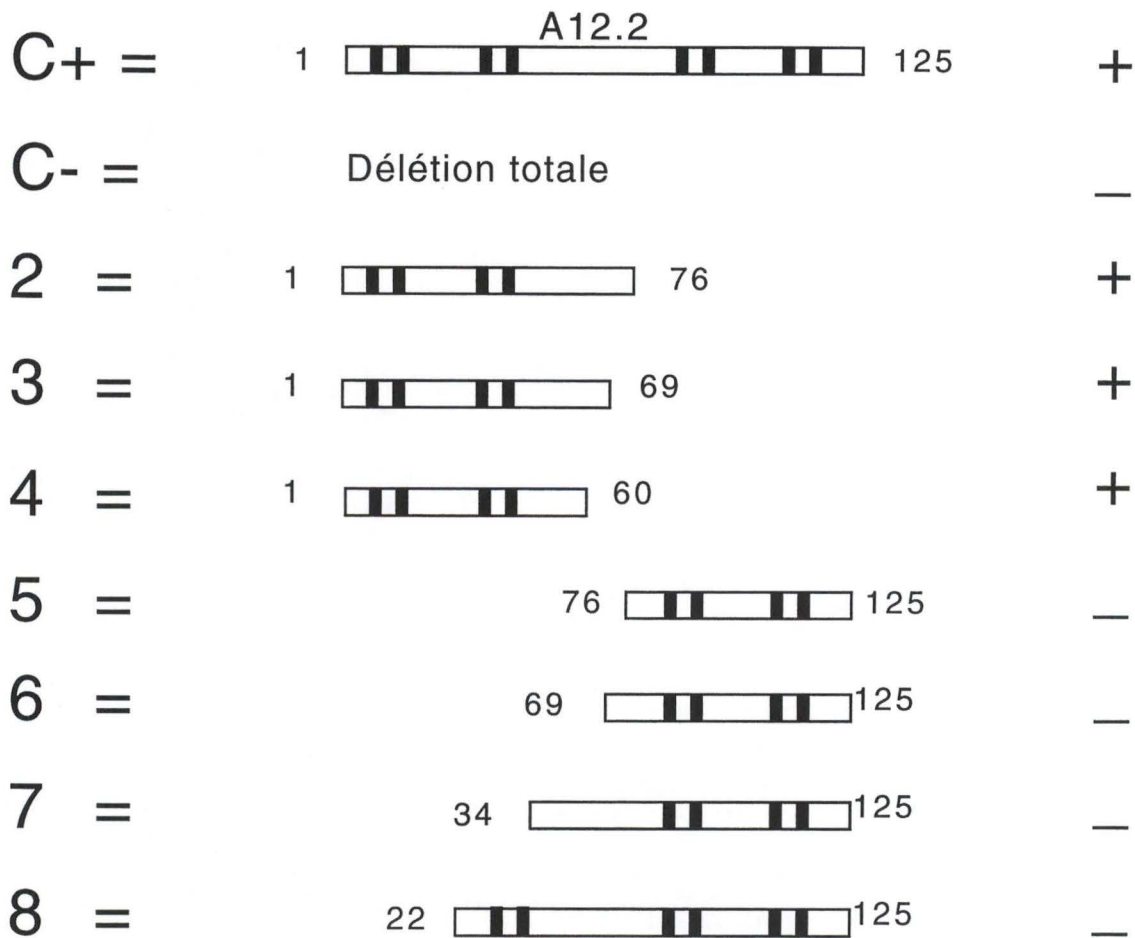 A12.2
C+ = 1 125 +
C- = Délétion totale _
2 = 1 76 +
3 = 1 69 +
4 = 1 60 +
5 = 76 125 _
6 = 69 125 _
7 = 34 125 _
8 = 22 125 _